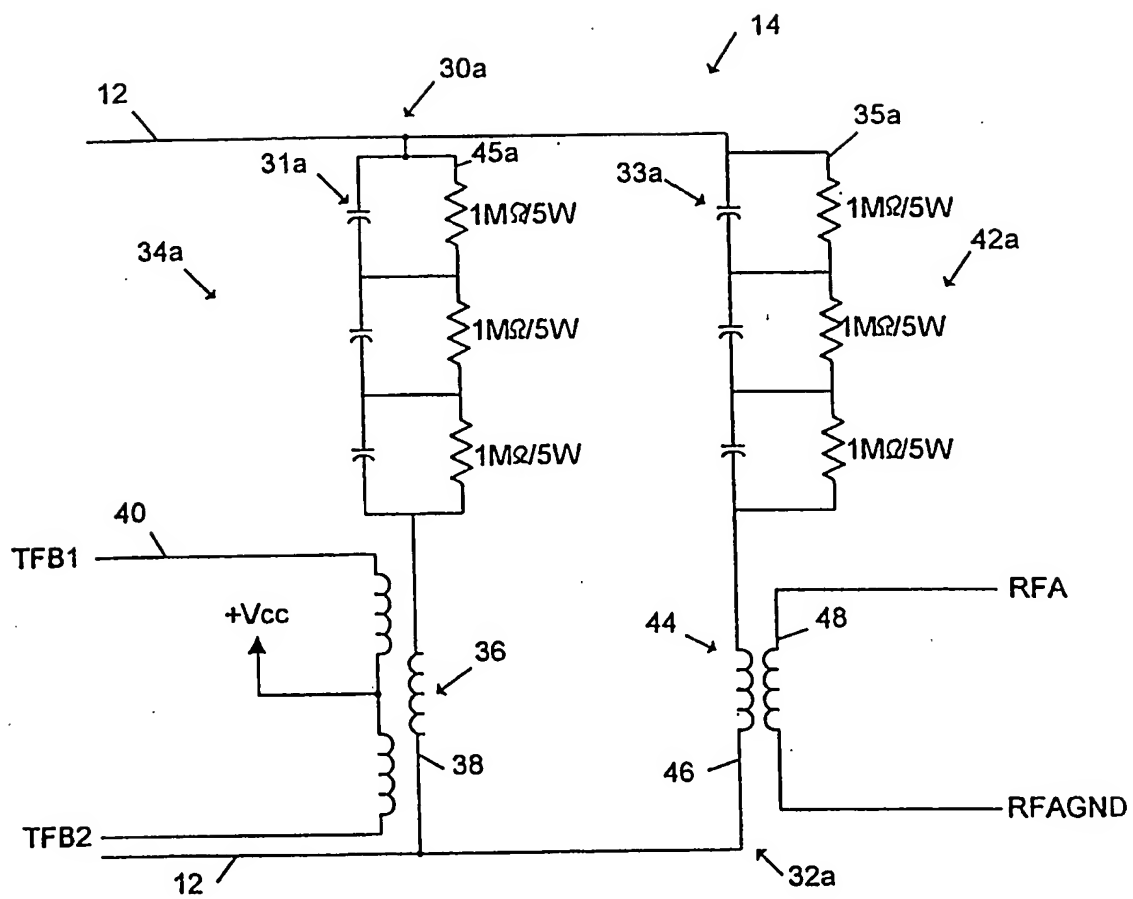 14
30a
12
35a
31a
45a
33a
1MΩ/5W
1MΩ/5W
34a
42a
1MΩ/5W
1MΩ/5W
1MΩ/5W
1MΩ/5W
40
TFB1
RFA
+Vcc
44
48
36
38
46
TFB2
RFAGND
12
32a